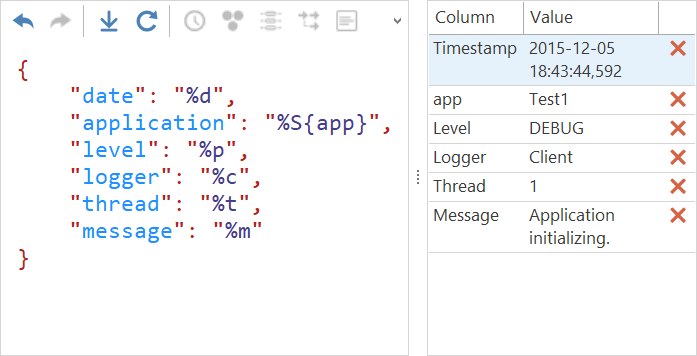 {
"date": "%d",
"application": "%S{app}",
"level": "%p",
"logger": "%c",
"thread": "%t",
"message": "%m"
}
Column Value
Timestamp 2015-12-05
18:43:44,592
app Test1
Level DEBUG
Logger Client
Thread 1
Message Application
initializing.